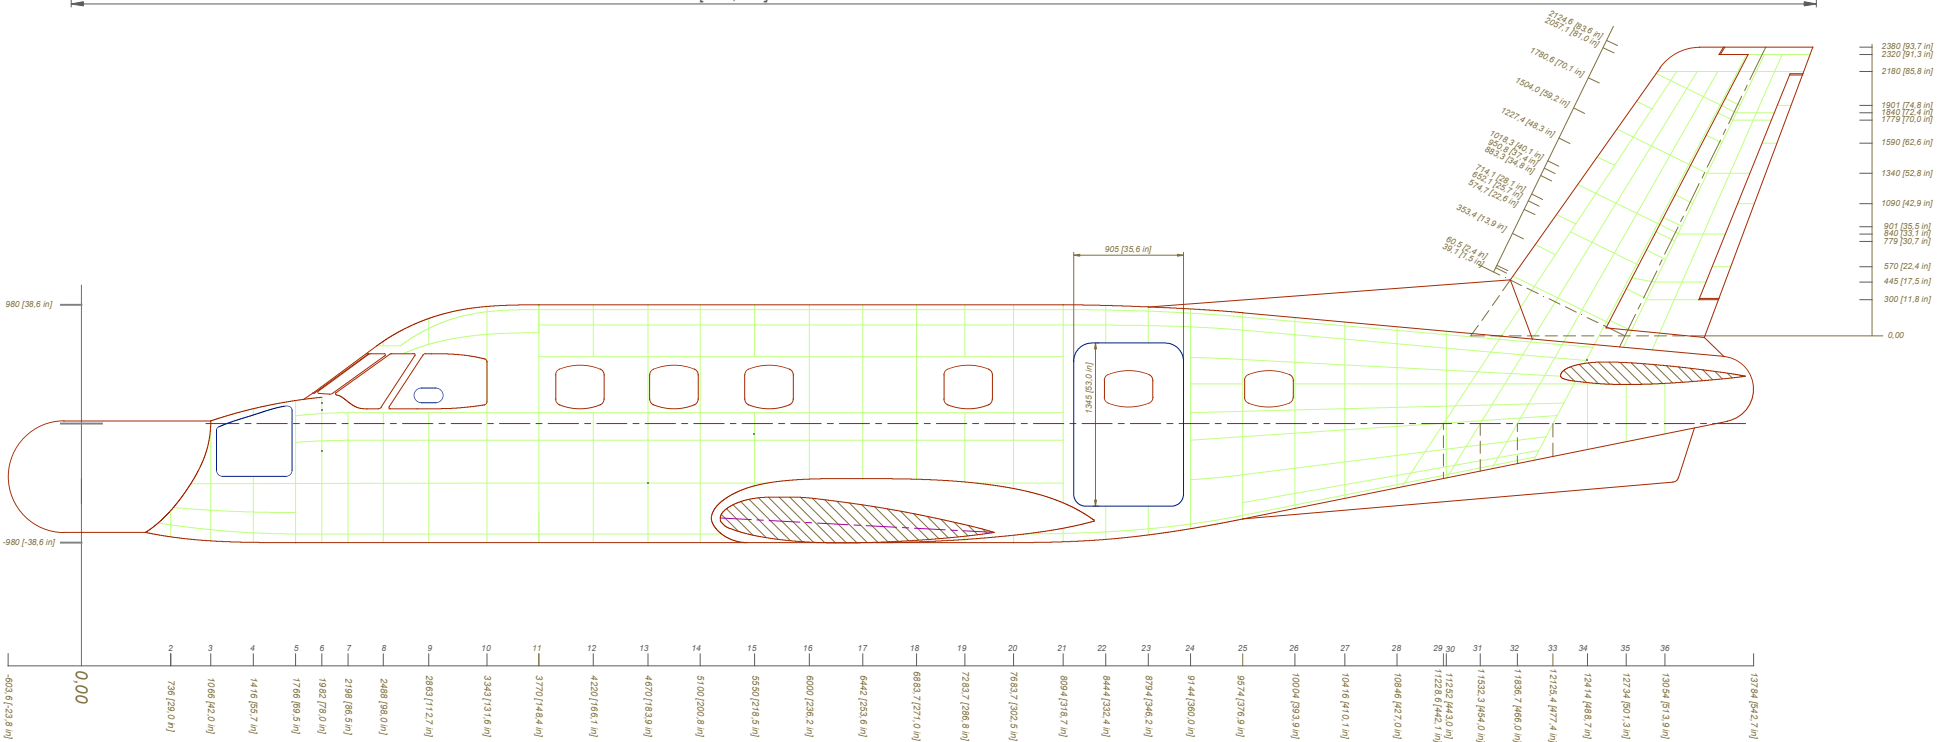 2124,6 [83,6 in]
2057,1 [81,0 in]
1780,6 [70,1 in]
1504,0 [59,2 in]
1227,4 [48,3 in]
1018,3 [40,1 in]
950,8 [37,4 in]
883,3 [34,8 in]
714,1 [28,1 in]
652,1 [25,7 in]
574,7 [22,6 in]
353,4 [13,9 in]
60,5 [2,4 in]
39,1 [1,5 in]
2380 [93,7 in]
2320 [91,3 in]
2180 [85,8 in]
1901 [74,8 in]
1840 [72,4 in]
1779 [70,0 in]
1590 [62,6 in]
1340 [52,8 in]
1090 [42,9 in]
901 [35,5 in]
840 [33,1 in]
779 [30,7 in]
570 [22,4 in]
445 [17,5 in]
300 [11,8 in]
0,00
905 [35,6 in]
1345 [53,0 in]
980 [38,6 in]
-980 [-38,6 in]
2 3 4 5 6 7 8 9 10 11 12 13 14 15 16 17 18 19 20 21 22 23 24 25 26 27 28 29 30 31 32 33 34 35 36
-603,6 [-23,8 in]
0,00
736 [29,0 in]
1066 [42,0 in]
1416 [55,7 in]
1766 [69,5 in]
1982 [78,0 in]
2198 [86,5 in]
2488 [98,0 in]
2863 [112,7 in]
3343 [131,6 in]
3770 [148,4 in]
4220 [166,1 in]
4670 [183,9 in]
5100 [200,8 in]
5550 [218,5 in]
6000 [236,2 in]
6442 [253,6 in]
6883,7 [271,0 in]
7283,7 [286,8 in]
7683,7 [302,5 in]
8094 [318,7 in]
8444 [332,4 in]
8794 [346,2 in]
9144 [360,0 in]
9574 [376,9 in]
10004 [393,9 in]
10416 [410,1 in]
10846 [427,0 in]
11228,6 [442,1 in]
11252 [443,0 in]
11532,3 [454,0 in]
11836,7 [466,0 in]
12125,4 [477,4 in]
12414 [488,7 in]
12734 [501,3 in]
13054 [513,9 in]
13784 [542,7 in]